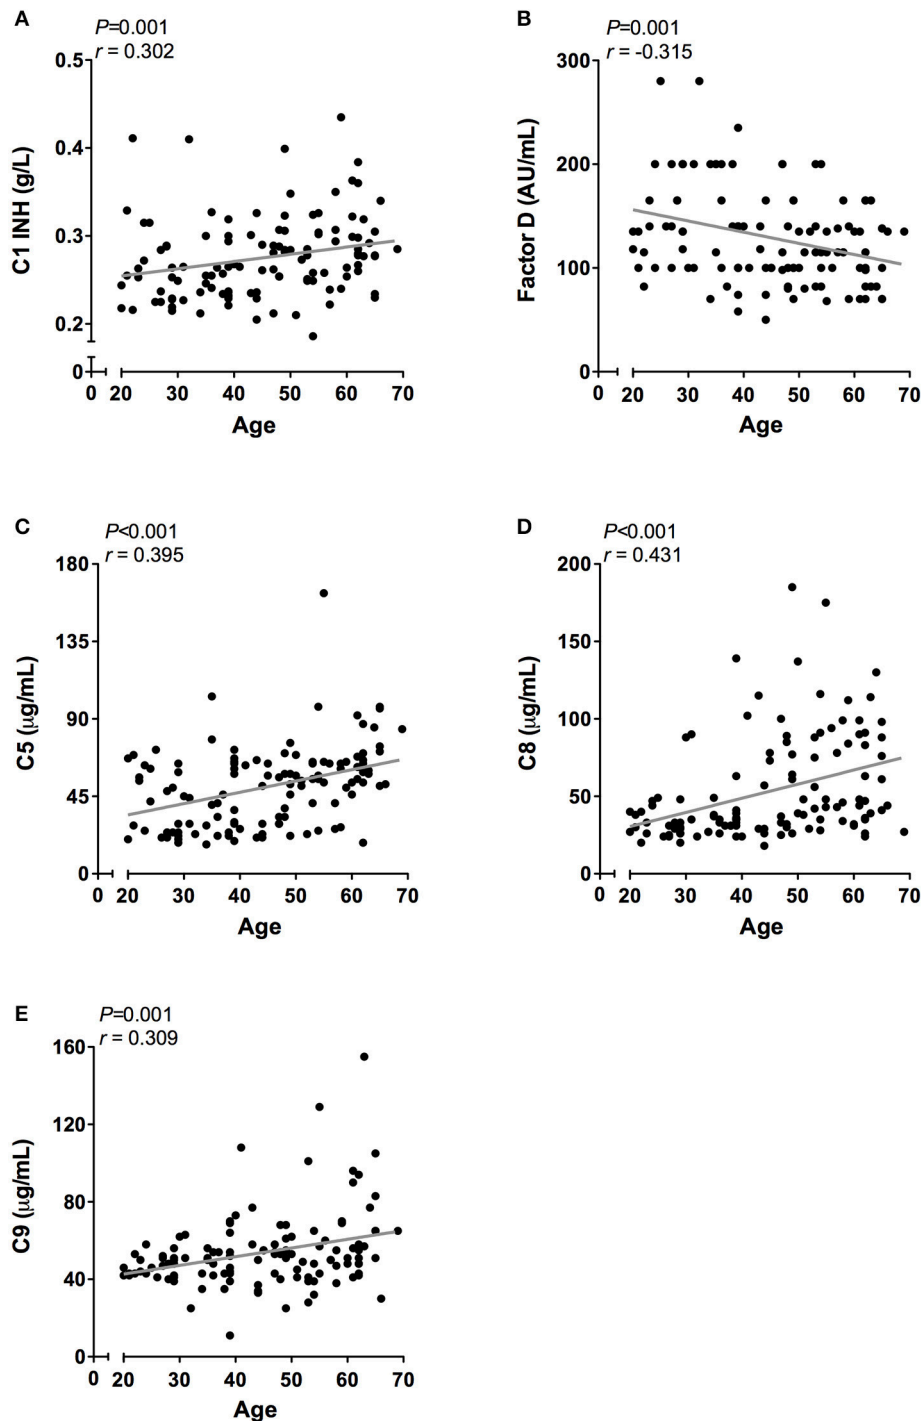 A
P=0.001
r = 0.302
0.5
0.4
0.3
0.2
0
C1 INH (g/L)
0 20 30 40 50 60 70
Age
B
P=0.001
r = -0.315
300
200
100
0
Factor D (AU/mL)
0 20 30 40 50 60 70
Age
C
P<0.001
r = 0.395
180
135
90
45
0
C5 (µg/mL)
0 20 30 40 50 60 70
Age
D
P<0.001
r = 0.431
200
150
100
50
0
C8 (µg/mL)
0 20 30 40 50 60 70
Age
E
P=0.001
r = 0.309
160
120
80
40
0
C9 (µg/mL)
0 20 30 40 50 60 70
Age